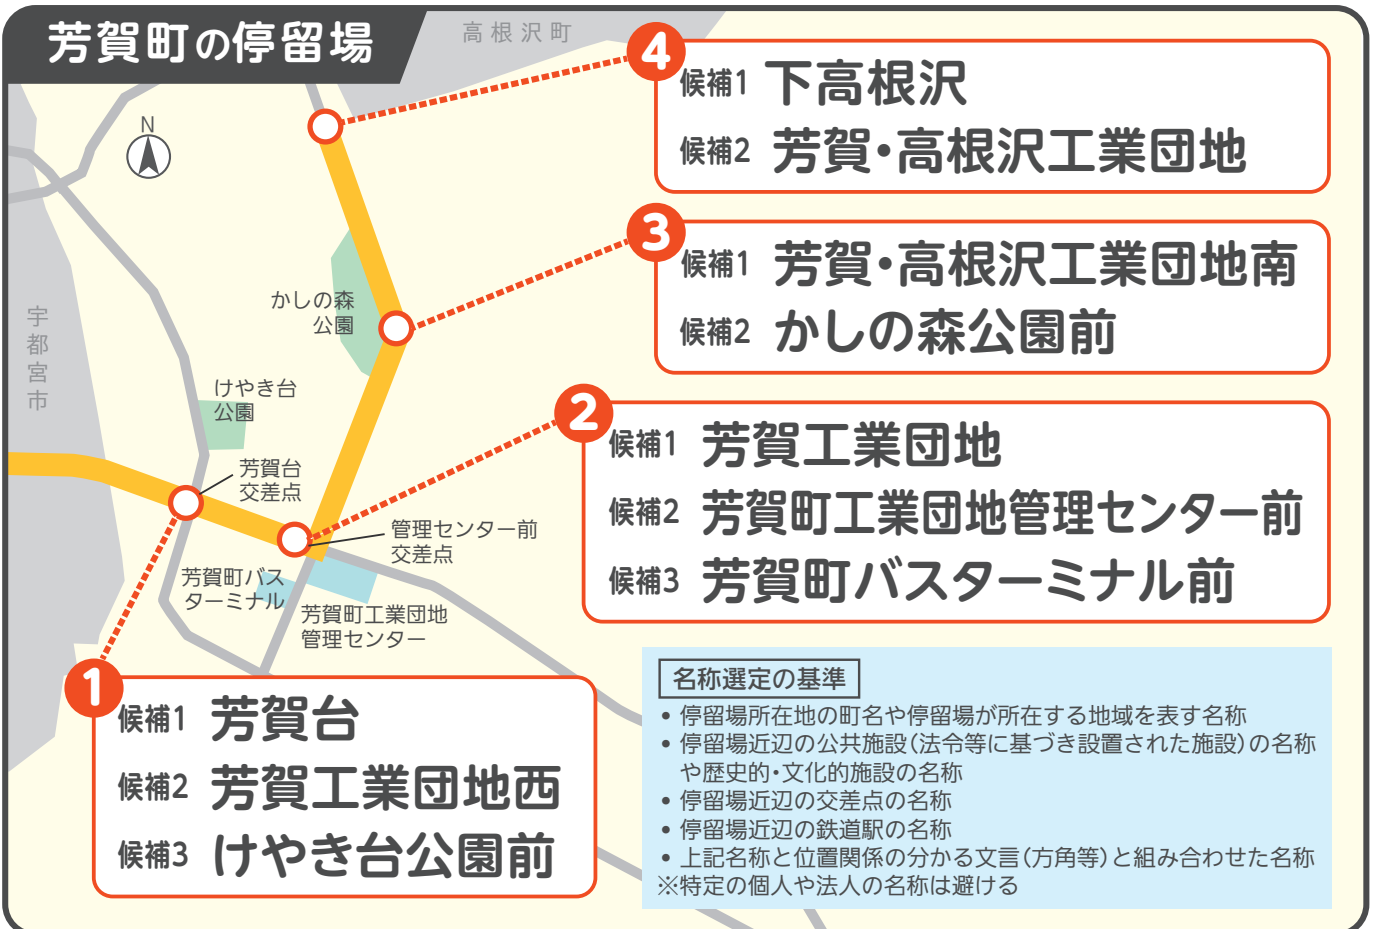 芳賀町の停留場
高根沢町
N
宇都宮市
かしの森
公園
けやき台
公園
芳賀台
交差点
管理センター前
交差点
芳賀町バス
ターミナル
芳賀町工業団地
管理センター
4
候補1 下高根沢
候補2 芳賀・高根沢工業団地
3
候補1 芳賀・高根沢工業団地南
候補2 かしの森公園前
2
候補1 芳賀工業団地
候補2 芳賀町工業団地管理センター前
候補3 芳賀町バスターミナル前
1
候補1 芳賀台
候補2 芳賀工業団地西
候補3 けやき台公園前
名称選定の基準
• 停留場所在地の町名や停留場が所在する地域を表す名称
• 停留場近辺の公共施設(法令等に基づき設置された施設)の名称
や歴史的・文化的施設の名称
• 停留場近辺の交差点の名称
• 停留場近辺の鉄道駅の名称
• 上記名称と位置関係の分かる文言(方角等)と組み合わせた名称
※特定の個人や法人の名称は避ける